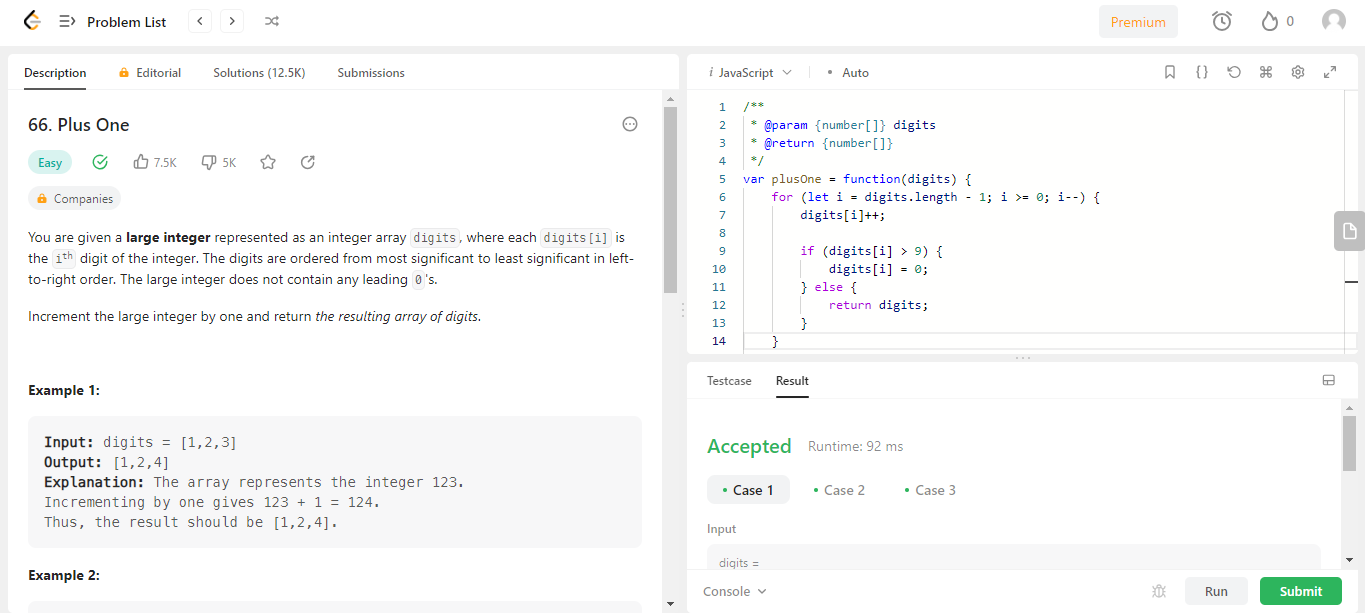 Problem List
Premium
0
Description
Editorial
Solutions (12.5K)
Submissions
66. Plus One
Easy
7.5K
5K
Companies
You are given a large integer represented as an integer array digits, where each digits[i] is
the ith digit of the integer. The digits are ordered from most significant to least significant in left-
to-right order. The large integer does not contain any leading 0's.
Increment the large integer by one and return the resulting array of digits.
Example 1:
Input: digits = [1,2,3]
Output: [1,2,4]
Explanation: The array represents the integer 123.
Incrementing by one gives 123 + 1 = 124.
Thus, the result should be [1,2,4].
Example 2:
i JavaScript
• Auto
1 /**
2 * @param {number[]} digits
3 * @return {number[]}
4 */
5 var plusOne = function(digits) {
6 for (let i = digits.length - 1; i >= 0; i--) {
7 digits[i]++;
8
9 if (digits[i] > 9) {
10 digits[i] = 0;
11 } else {
12 return digits;
13 }
14 }
Testcase
Result
Accepted
Runtime: 92 ms
• Case 1
• Case 2
• Case 3
Input
digits =
Console
Run
Submit